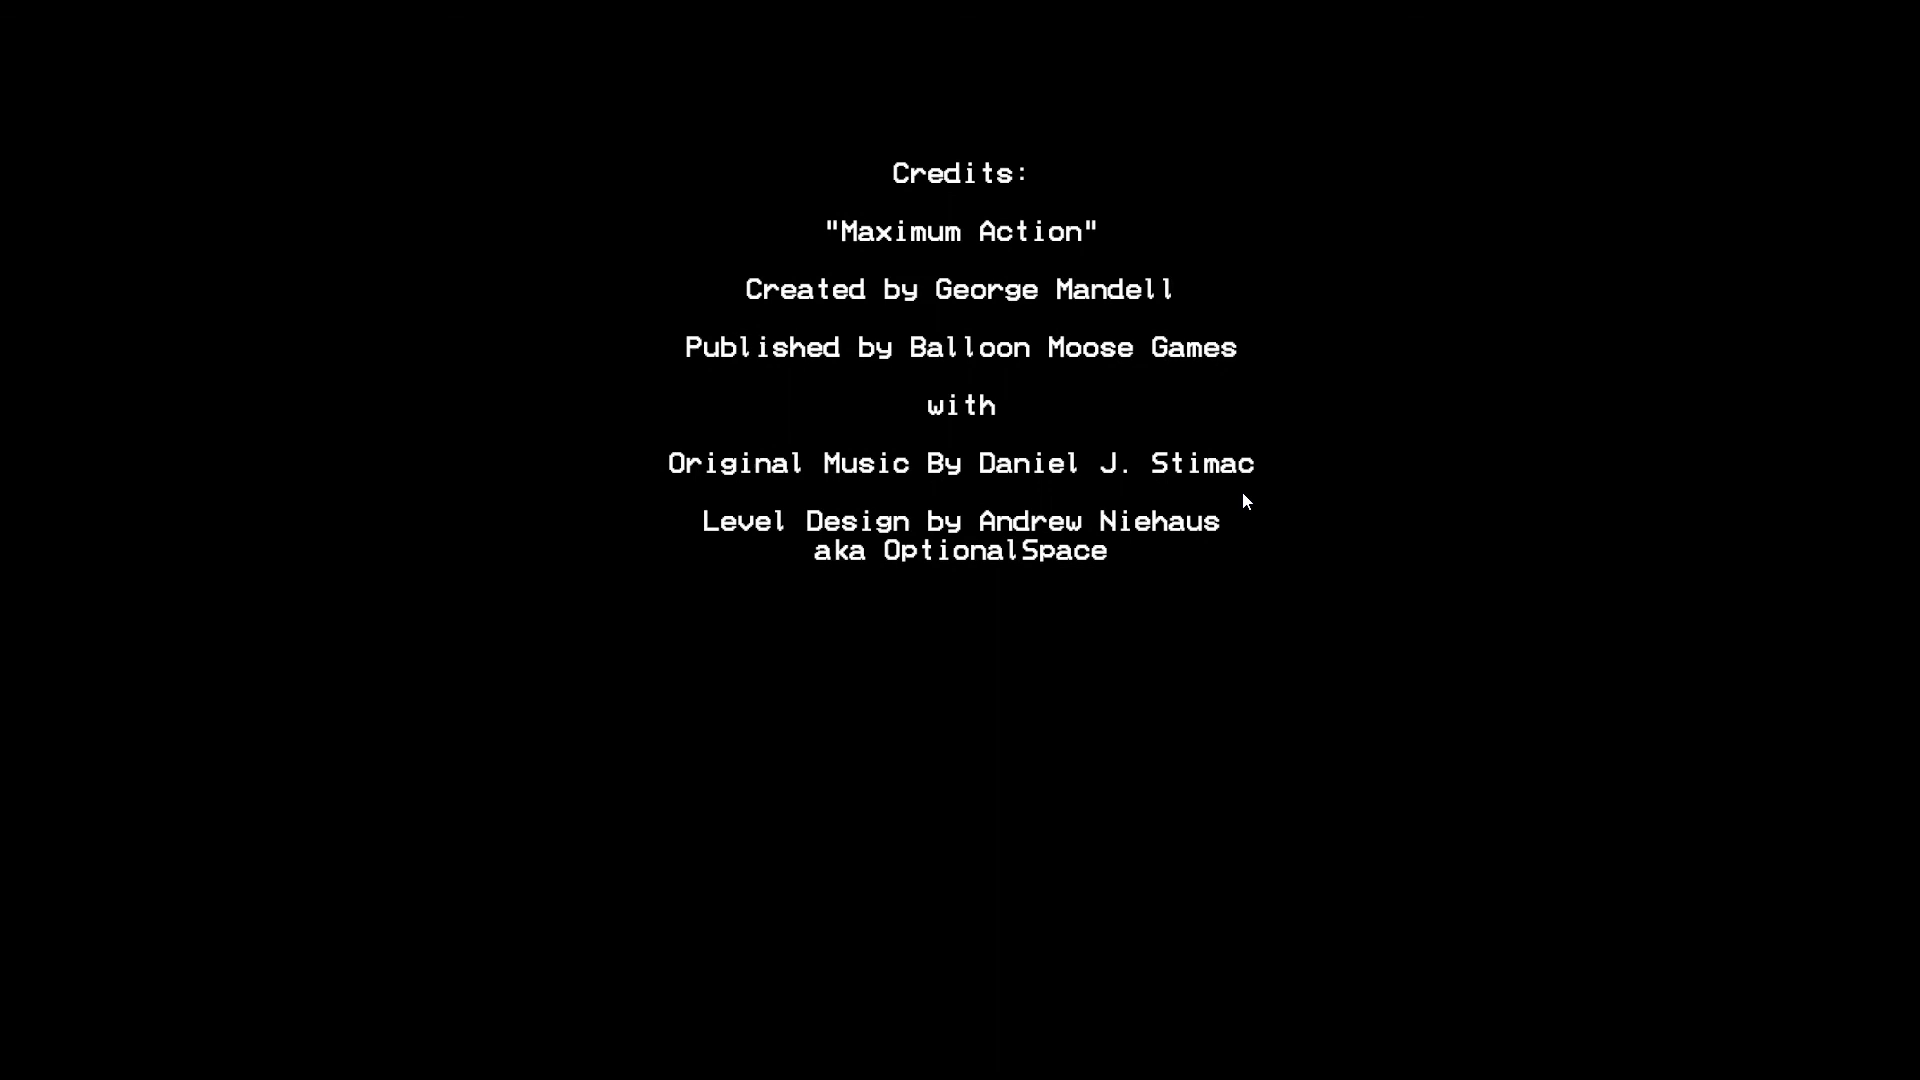 Credits:
"Maximum Action"
Created by George Mandell
Published by Balloon Moose Games
with
Original Music By Daniel J. Stimac
Level Design by Andrew Niehaus
aka OptionalSpace